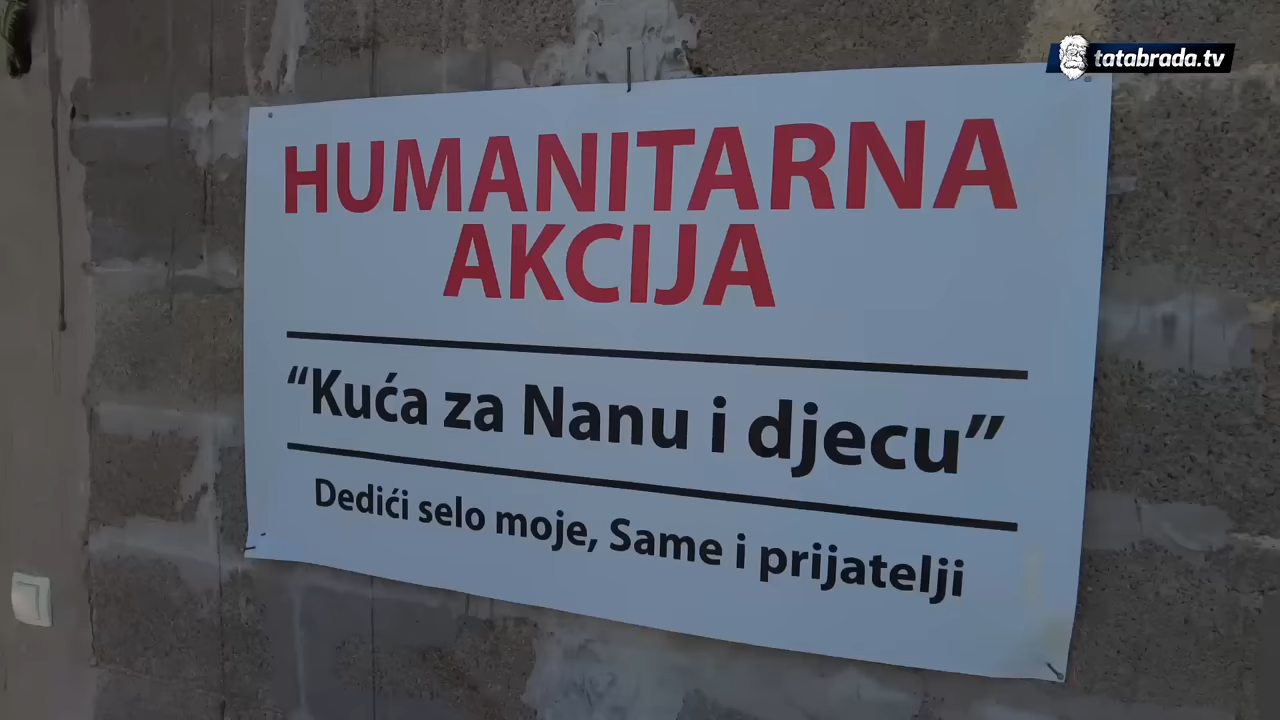 tatabrada.tv
HUMANITARNA
AKCIJA
“Kuća za Nanu i djecu”
Dedići selo moje, Same i prijatelji